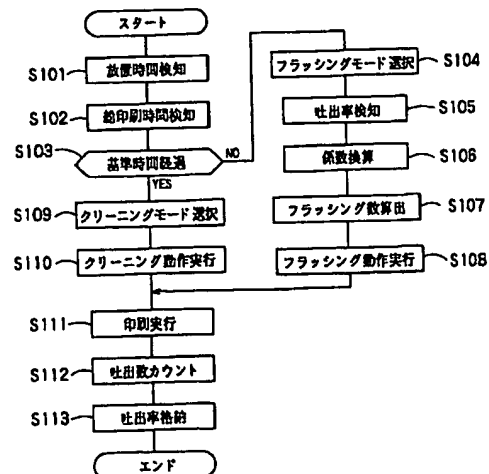 スタート
S101 放置時間検知
S102 総印刷時間検知
S103 基準時間経過
NO
YES
S109 クリーニングモード選択
S110 クリーニング動作実行
フラッシングモード選択 S104
吐出率検知 S105
係数換算 S106
フラッシング数算出 S107
フラッシング動作実行 S108
S111 印刷実行
S112 吐出数カウント
S113 吐出率格納
エンド